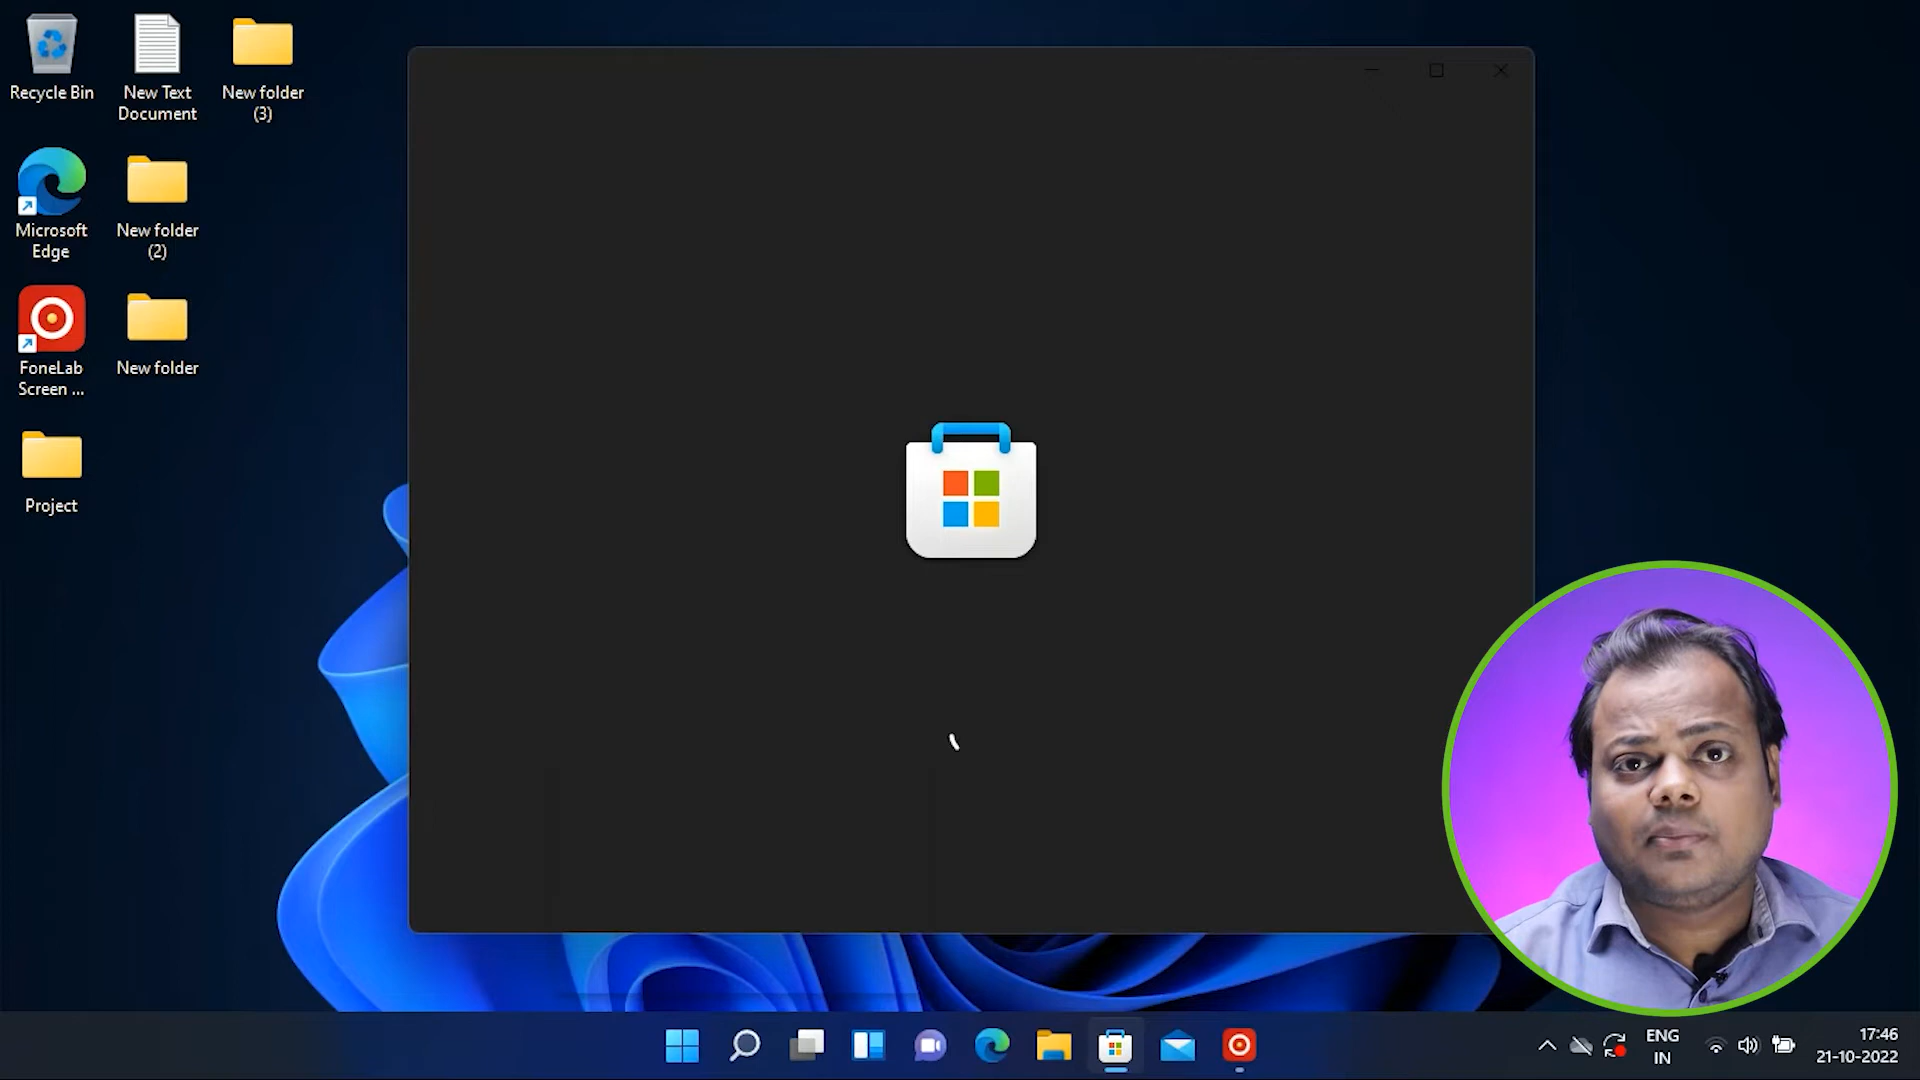 Recycle Bin
New Text
Document
New folder
(3)
Microsoft
Edge
New folder
(2)
FoneLab
Screen ...
New folder
Project
ENG
IN
17:46
21-10-2022